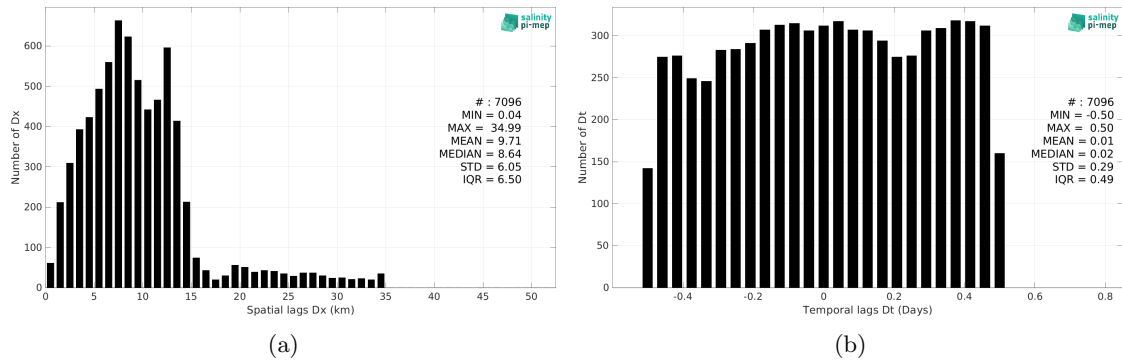 salinity
pi-mep
600
500
400
300
200
100
0
Number of Dx
# : 7096
MIN = 0.04
MAX = 34.99
MEAN = 9.71
MEDIAN = 8.64
STD = 6.05
IQR = 6.50
0 5 10 15 20 25 30 35 40 45 50
Spatial lags Dx (km)
(a)
salinity
pi-mep
300
250
200
150
100
50
0
Number of Dt
# : 7096
MIN = -0.50
MAX = 0.50
MEAN = 0.01
MEDIAN = 0.02
STD = 0.29
IQR = 0.49
-0.4 -0.2 0 0.2 0.4 0.6 0.8
Temporal lags Dt (Days)
(b)